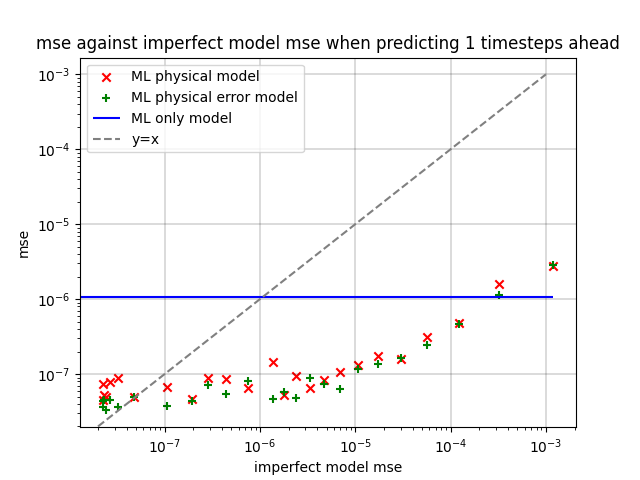 mse against imperfect model mse when predicting 1 timesteps ahead
ML physical model
ML physical error model
ML only model
y=x
mse
10⁻³
10⁻⁴
10⁻⁵
10⁻⁶
10⁻⁷
10⁻⁷ 10⁻⁶ 10⁻⁵ 10⁻⁴ 10⁻³
imperfect model mse